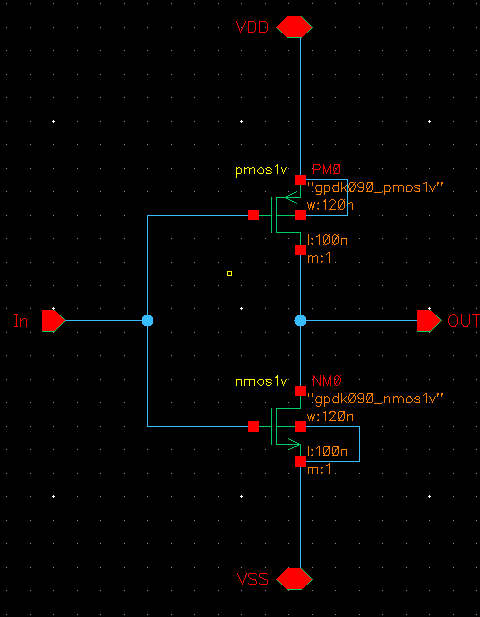 VDD
pmos1v PM0
"gpdk090_pmos1v"
w:120n
l:100n
m:1
In
OUT
nmos1v NM0
"gpdk090_nmos1v"
w:120n
l:100n
m:1
VSS